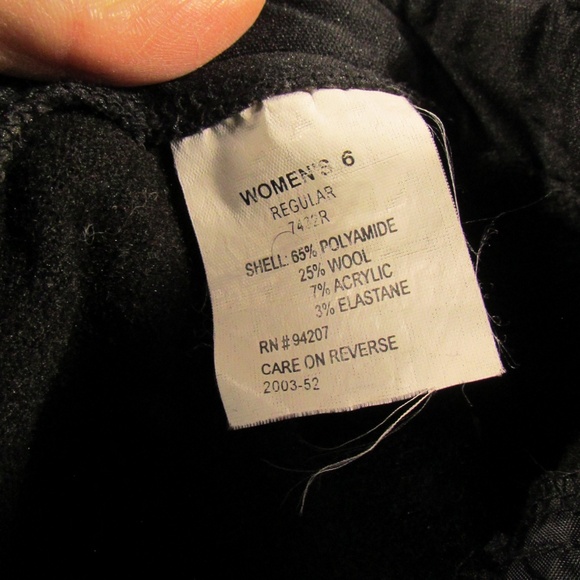 WOMEN'S 6
REGULAR
SHELL: 65% POLYAMIDE
25% WOOL
7% ACRYLIC
3% ELASTANE
RN # 94207
CARE ON REVERSE
2003-52